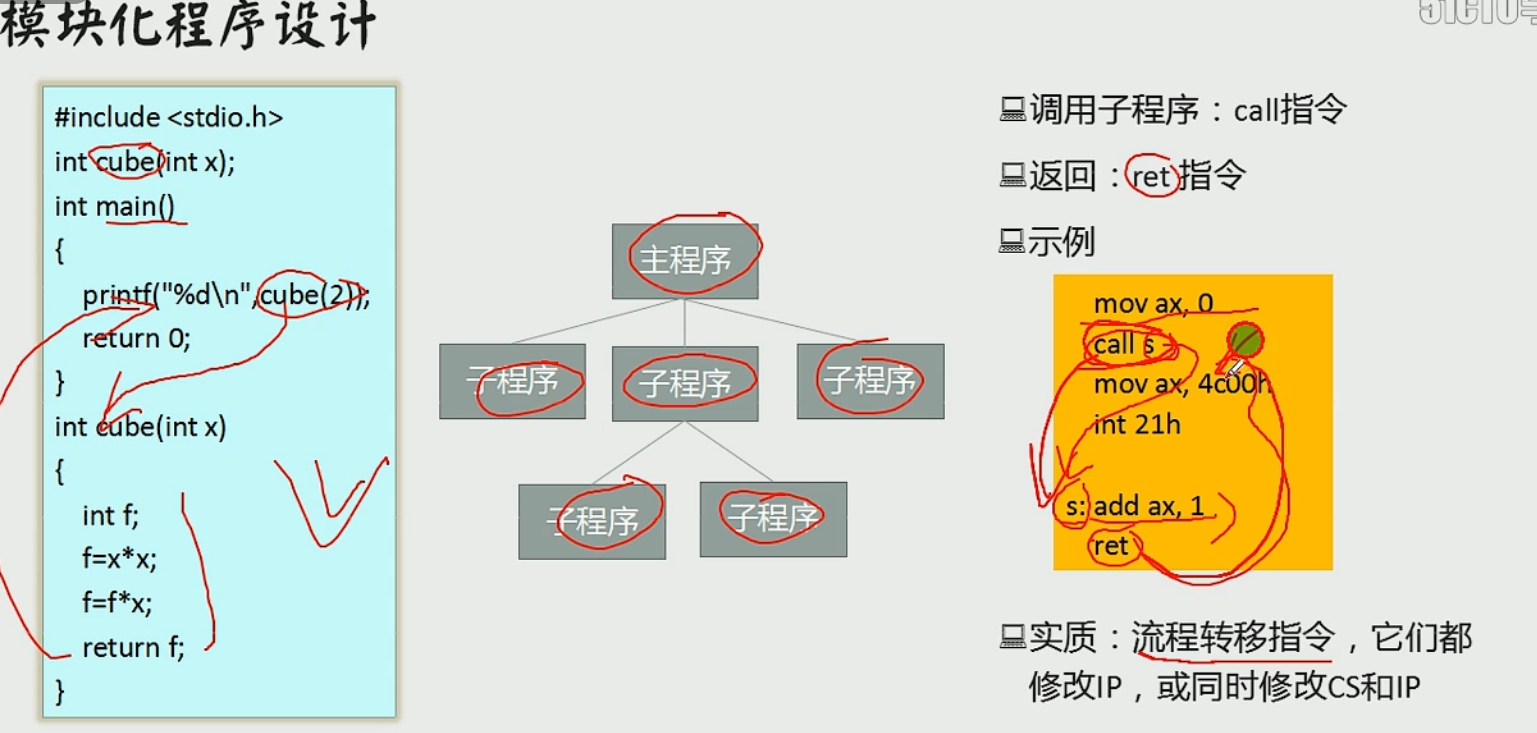 模块化程序设计
#include <stdio.h>
int cube(int x);
int main()
{
printf("%d\n",cube(2));
return 0;
}
int cube(int x)
{
int f;
f=x*x;
f=f*x;
return f;
}
主程序
子程序
子程序
子程序
子程序
子程序
调用子程序：call指令
返回：ret指令
示例
mov ax, 0
call s
mov ax, 4c00h
int 21h
s: add ax, 1
ret
实质：流程转移指令，它们都
修改IP，或同时修改CS和IP